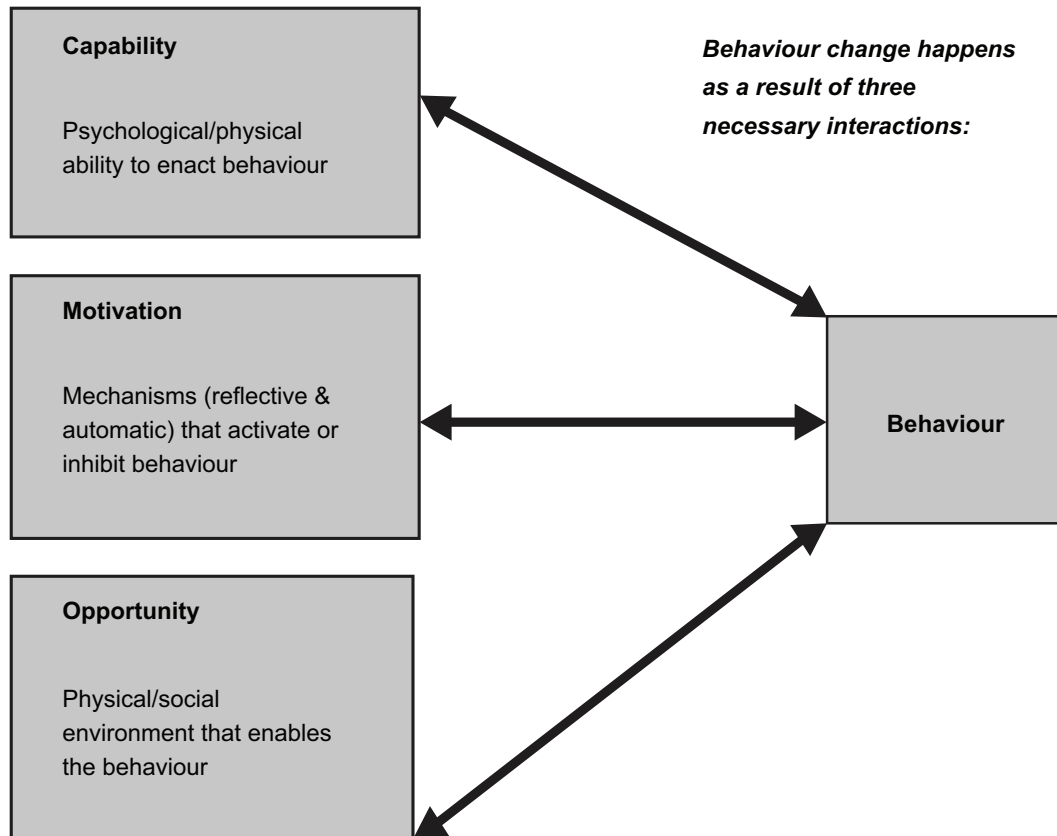 Capability
Psychological/physical
ability to enact behaviour
Behaviour change happens
as a result of three
necessary interactions:
Motivation
Mechanisms (reflective &
automatic) that activate or
inhibit behaviour
Behaviour
Opportunity
Physical/social
environment that enables
the behaviour